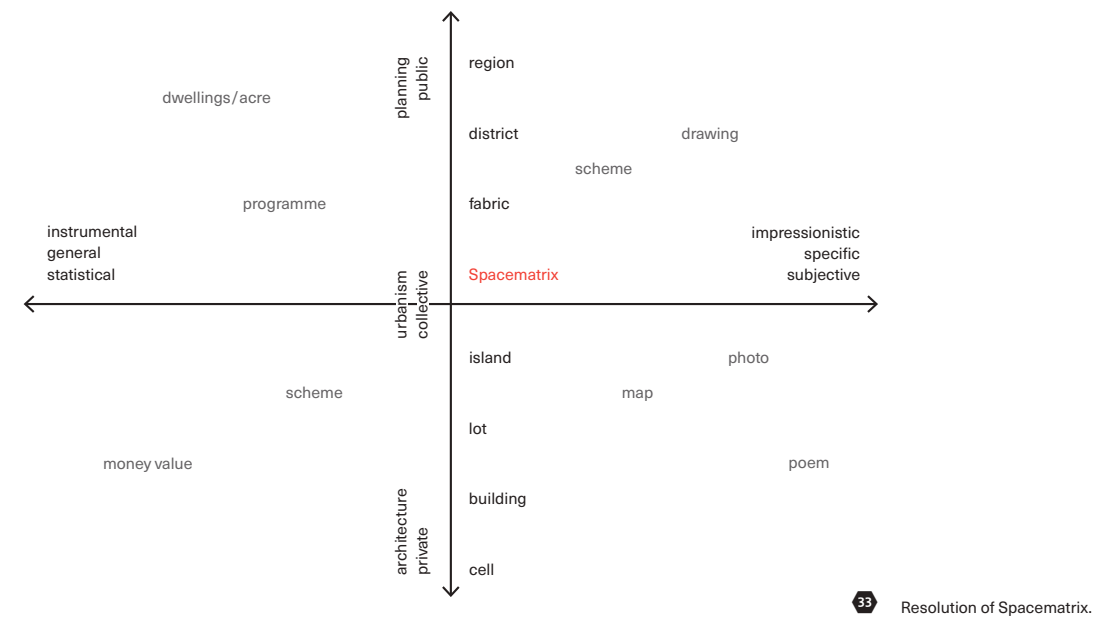 planning
public
region
dwellings/acre
district
drawing
scheme
programme
fabric
instrumental
general
statistical
impressionistic
specific
subjective
Spacematrix
urbanism
collective
island
photo
scheme
map
lot
money value
poem
architecture
private
building
cell
33 Resolution of Spacematrix.